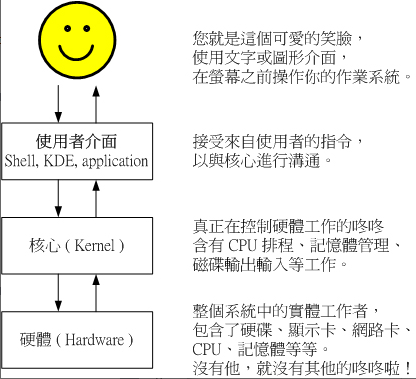 您就是這個可愛的笑臉，
使用文字或圖形介面，
在螢幕之前操作你的作業系統。
使用者介面
Shell, KDE, application
接受來自使用者的指令，
以與核心進行溝通。
核心 ( Kernel )
真正在控制硬體工作的咚咚
含有 CPU 排程、記憶體管理、
磁碟輸出輸入等工作。
硬體 ( Hardware )
整個系統中的實體工作者，
包含了硬碟、顯示卡、網路卡、
CPU、記憶體等等。
沒有他，就沒有其他的咚咚啦！